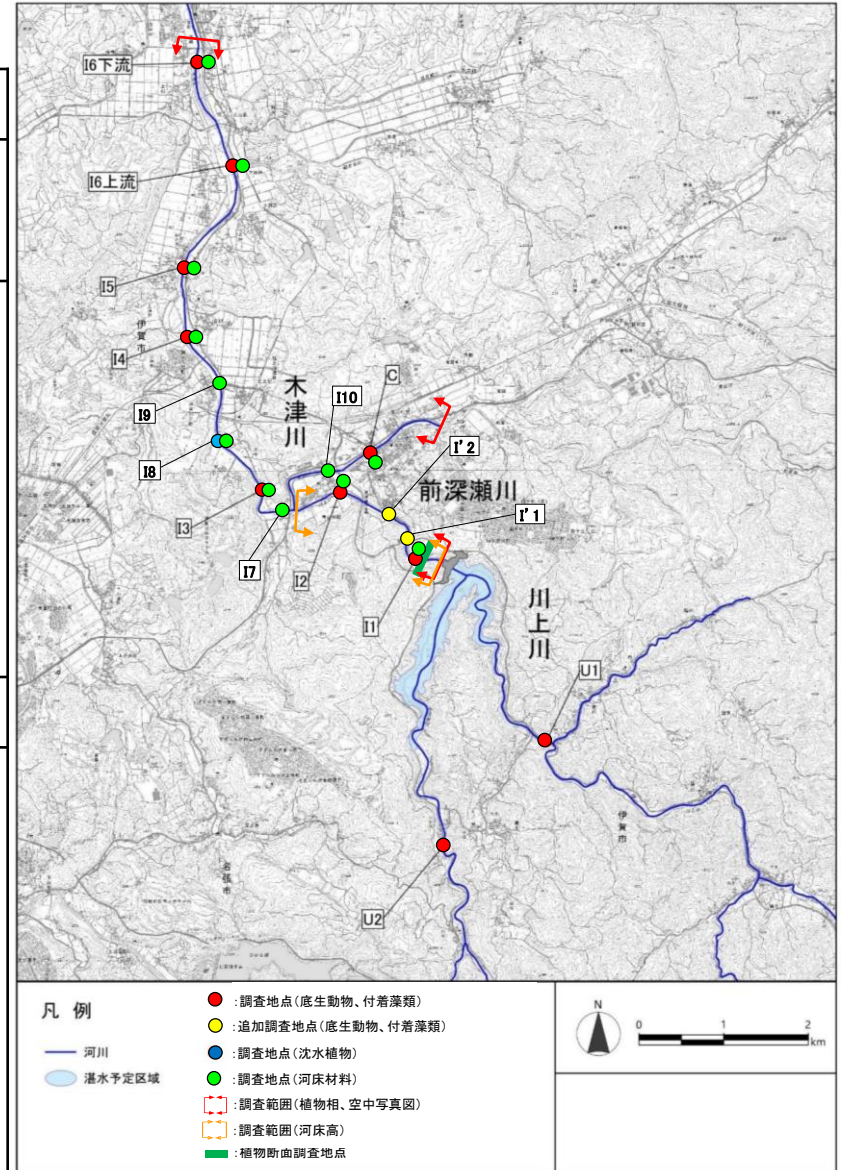 I6下流
I6上流
I5
伊賀市
I4
I9
木津川
C
I10
I8
I'2
前深瀬川
I'1
I3
I7
I2
I1
川上川
U1
伊賀市
名張市
U2
凡 例
河川
湛水予定区域
:調査地点(底生動物、付着藻類)
:追加調査地点(底生動物、付着藻類)
:調査地点(沈水植物)
:調査地点(河床材料)
:調査範囲(植物相、空中写真図)
:調査範囲(河床高)
:植物断面調査地点
N
0 1 2
km